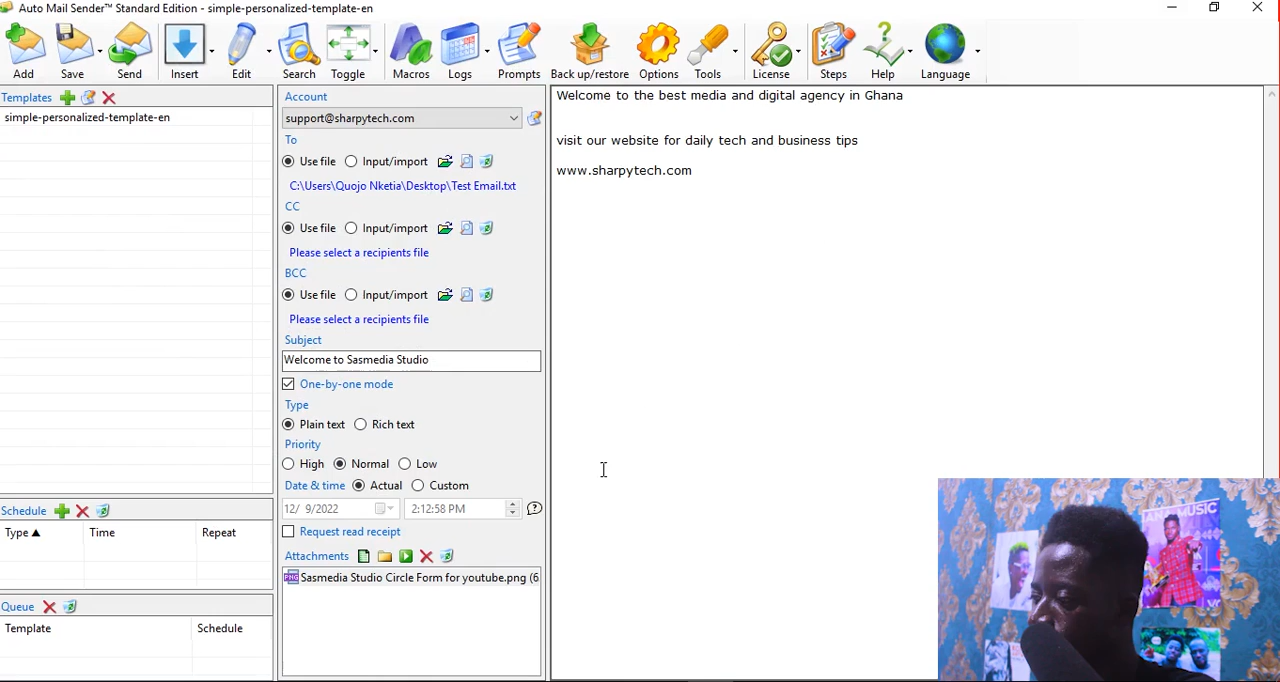 Auto Mail Sender™ Standard Edition - simple-personalized-template-en
Add Save Send Insert Edit Search Toggle Macros Logs Prompts Back up/restore Options Tools License Steps Help Language
Templates
simple-personalized-template-en
Schedule
Type Time Repeat
Queue
Template Schedule
Account
support@sharpytech.com
To
Use file Input/import
C:\Users\Quojo Nketia\Desktop\Test Email.txt
CC
Use file Input/import
Please select a recipients file
BCC
Use file Input/import
Please select a recipients file
Subject
Welcome to Sasmedia Studio
One-by-one mode
Type
Plain text Rich text
Priority
High Normal Low
Date & time Actual Custom
12/ 9/2022 2:12:58 PM
Request read receipt
Attachments
PNG Sasmedia Studio Circle Form for youtube.png (6
Welcome to the best media and digital agency in Ghana
visit our website for daily tech and business tips
www.sharpytech.com